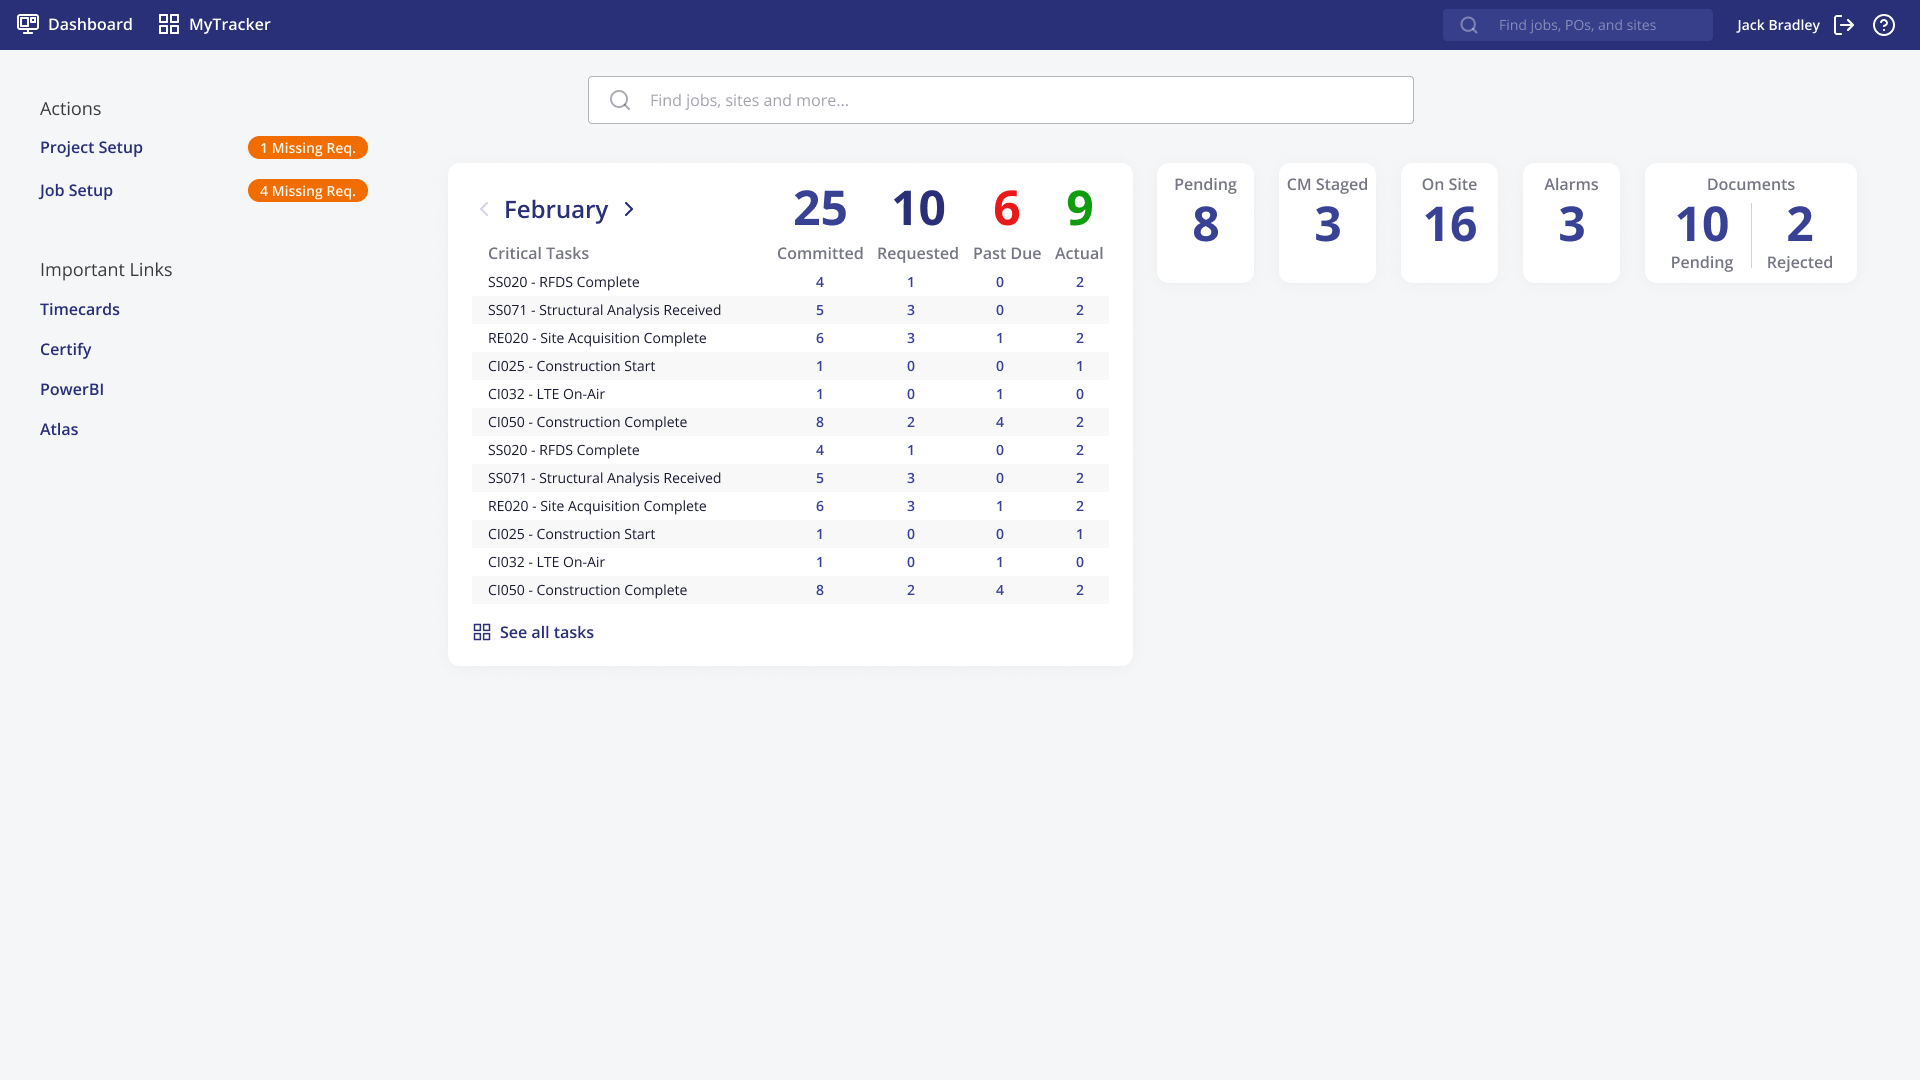 Dashboard MyTracker Find jobs, POs, and sites Jack Bradley
Find jobs, sites and more...
Actions
Project Setup 1 Missing Req.
Job Setup 4 Missing Req.
Important Links
Timecards
Certify
PowerBI
Atlas
February 25 10 6 9
Critical Tasks Committed Requested Past Due Actual
SS020 - RFDS Complete 4 1 0 2
SS071 - Structural Analysis Received 5 3 0 2
RE020 - Site Acquisition Complete 6 3 1 2
CI025 - Construction Start 1 0 0 1
CI032 - LTE On-Air 1 0 1 0
CI050 - Construction Complete 8 2 4 2
SS020 - RFDS Complete 4 1 0 2
SS071 - Structural Analysis Received 5 3 0 2
RE020 - Site Acquisition Complete 6 3 1 2
CI025 - Construction Start 1 0 0 1
CI032 - LTE On-Air 1 0 1 0
CI050 - Construction Complete 8 2 4 2
See all tasks
Pending
8
CM Staged
3
On Site
16
Alarms
3
Documents
10 2
Pending Rejected